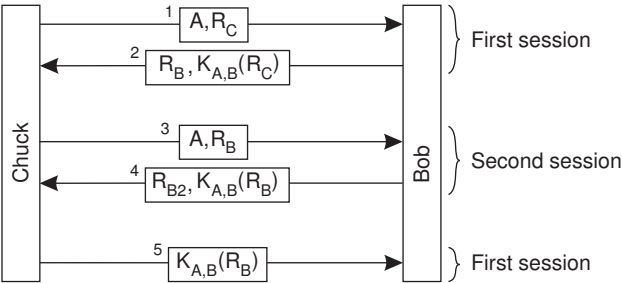 Chuck
Bob
1
A,R_C
First session
2
R_B, K_A,B(R_C)
3
A,R_B
Second session
4
R_B2, K_A,B(R_B)
5
K_A,B(R_B)
First session